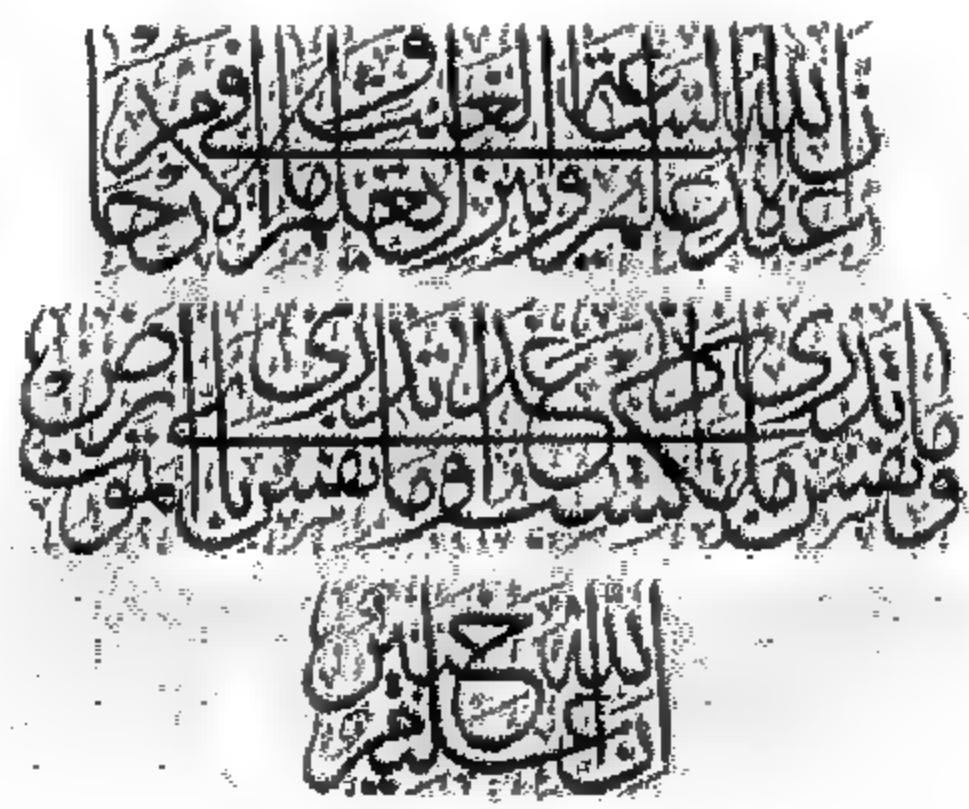 إن الله عنده علم الساعة وينزل الغيث ويعلم ما في الأرحام
وما تدري نفس ماذا تكسب غدا وما تدري نفس بأي أرض تموت
إن الله عليم خبير